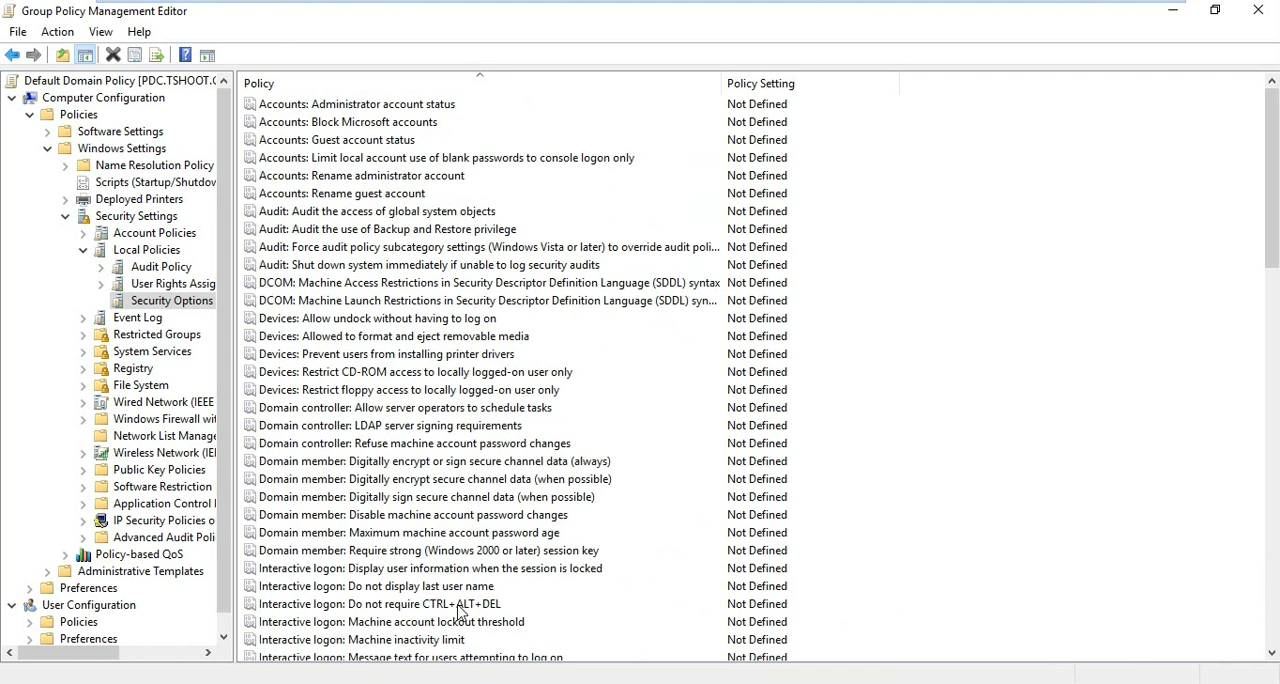 Group Policy Management Editor
File Action View Help
Default Domain Policy [PDC.TSHOOT.(
Computer Configuration
Policies
Software Settings
Windows Settings
Name Resolution Policy
Scripts (Startup/Shutdov
Deployed Printers
Security Settings
Account Policies
Local Policies
Audit Policy
User Rights Assig
Security Options
Event Log
Restricted Groups
System Services
Registry
File System
Wired Network (IEEE
Windows Firewall wit
Network List Manage
Wireless Network (IEI
Public Key Policies
Software Restriction
Application Control I
IP Security Policies o
Advanced Audit Poli
Policy-based QoS
Administrative Templates
Preferences
User Configuration
Policies
Preferences
Policy Policy Setting
Accounts: Administrator account status Not Defined
Accounts: Block Microsoft accounts Not Defined
Accounts: Guest account status Not Defined
Accounts: Limit local account use of blank passwords to console logon only Not Defined
Accounts: Rename administrator account Not Defined
Accounts: Rename guest account Not Defined
Audit: Audit the access of global system objects Not Defined
Audit: Audit the use of Backup and Restore privilege Not Defined
Audit: Force audit policy subcategory settings (Windows Vista or later) to override audit poli... Not Defined
Audit: Shut down system immediately if unable to log security audits Not Defined
DCOM: Machine Access Restrictions in Security Descriptor Definition Language (SDDL) syntax Not Defined
DCOM: Machine Launch Restrictions in Security Descriptor Definition Language (SDDL) syn... Not Defined
Devices: Allow undock without having to log on Not Defined
Devices: Allowed to format and eject removable media Not Defined
Devices: Prevent users from installing printer drivers Not Defined
Devices: Restrict CD-ROM access to locally logged-on user only Not Defined
Devices: Restrict floppy access to locally logged-on user only Not Defined
Domain controller: Allow server operators to schedule tasks Not Defined
Domain controller: LDAP server signing requirements Not Defined
Domain controller: Refuse machine account password changes Not Defined
Domain member: Digitally encrypt or sign secure channel data (always) Not Defined
Domain member: Digitally encrypt secure channel data (when possible) Not Defined
Domain member: Digitally sign secure channel data (when possible) Not Defined
Domain member: Disable machine account password changes Not Defined
Domain member: Maximum machine account password age Not Defined
Domain member: Require strong (Windows 2000 or later) session key Not Defined
Interactive logon: Display user information when the session is locked Not Defined
Interactive logon: Do not display last user name Not Defined
Interactive logon: Do not require CTRL+ALT+DEL Not Defined
Interactive logon: Machine account lockout threshold Not Defined
Interactive logon: Machine inactivity limit Not Defined
Interactive logon: Message text for users attempting to log on Not Defined